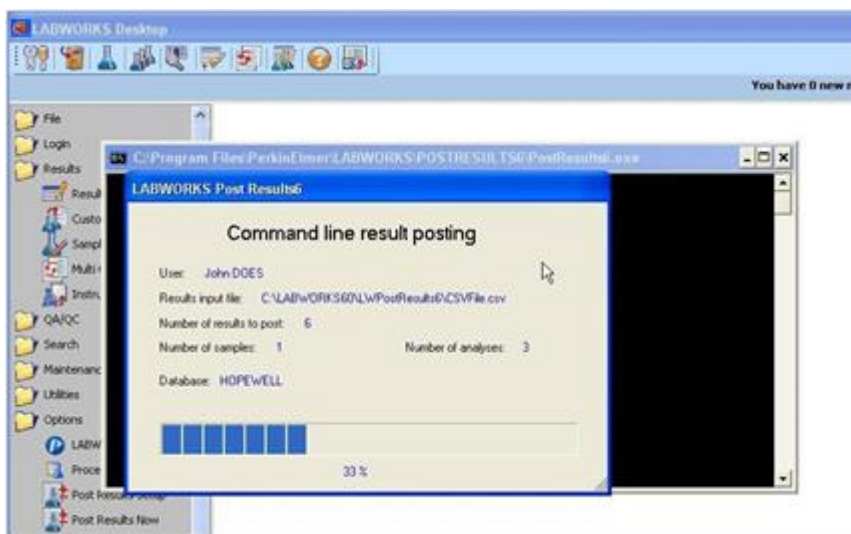 LABWORKS Desktop
You have 0 new
File
Login
Results
Resul
Custo
Sampl
Multi
Instru
QA/QC
Search
Maintenanc
Utilities
Options
LABW
Proce
Post Results Setup
Post Results Now
C:\Program Files\PerkinElmer\LABWORKS\POSTRESULTS6\PostResults6.exe
LABWORKS Post Results6
Command line result posting
User: John DOES
Results input file: C:\LABWORKS60\LWPostResults6\CSVFile.csv
Number of results to post: 6
Number of samples: 1 Number of analyses: 3
Database: HOPEWELL
33 %